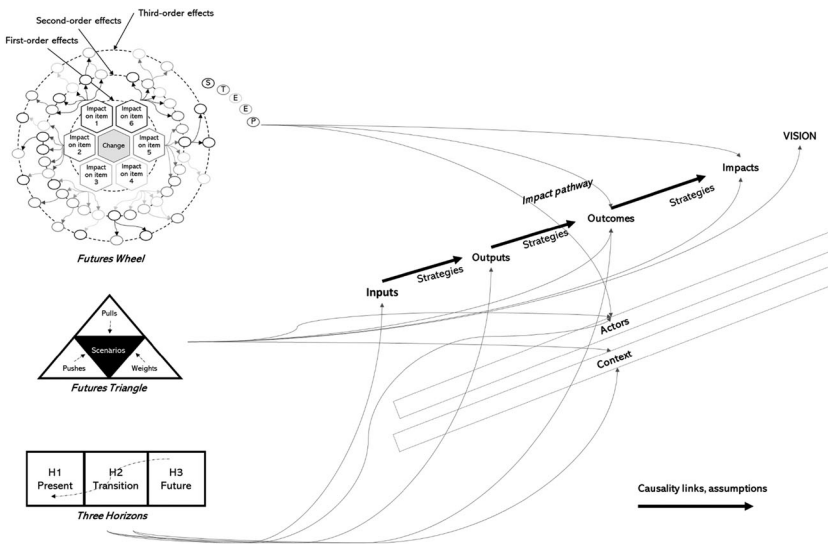 Third-order effects
Second-order effects
First-order effects
S
T
E
E
P
Impact
on item
1
Impact
on item
6
Impact
on item
2
Change
Impact
on item
5
Impact
on item
3
Impact
on item
4
Futures Wheel
VISION
Impacts
Impact pathway
Strategies
Outcomes
Strategies
Outputs
Strategies
Inputs
Actors
Context
Pulls
Scenarios
Pushes
Weights
Futures Triangle
H1
Present
H2
Transition
H3
Future
Three Horizons
Causality links, assumptions